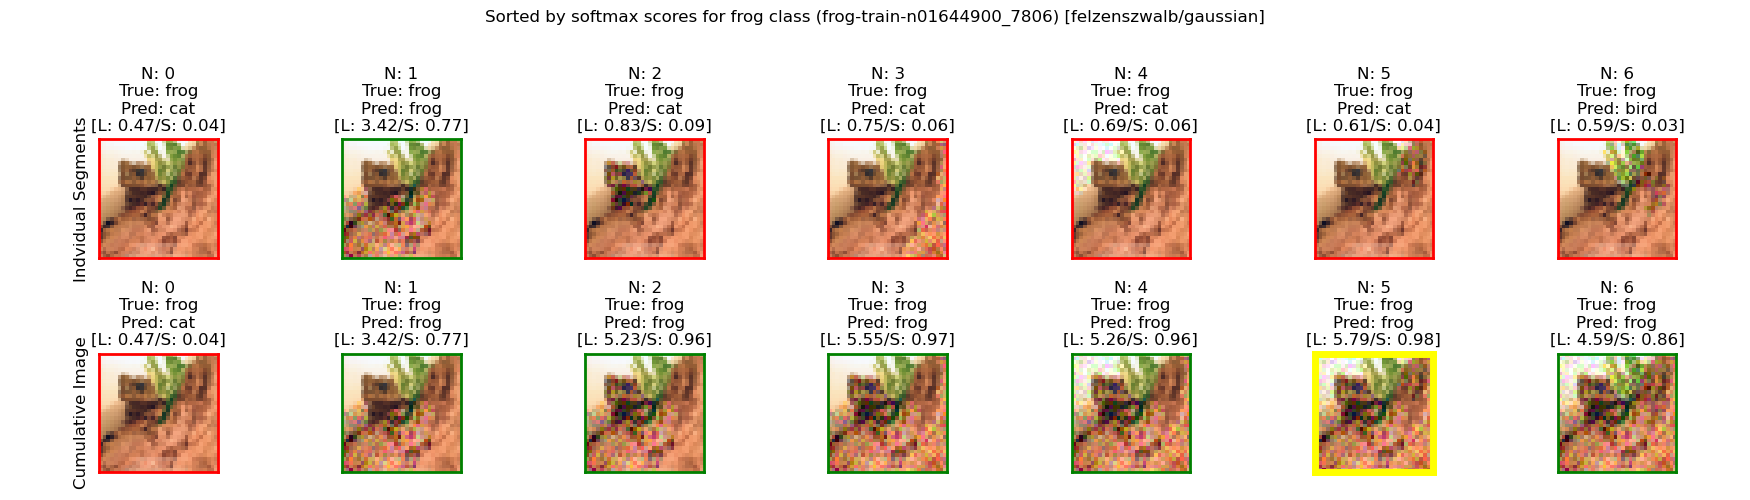 Sorted by softmax scores for frog class (frog-train-n01644900_7806) [felzenszwalb/gaussian]
Indvidual Segments
N: 0
True: frog
Pred: cat
[L: 0.47/S: 0.04]
N: 1
True: frog
Pred: frog
[L: 3.42/S: 0.77]
N: 2
True: frog
Pred: cat
[L: 0.83/S: 0.09]
N: 3
True: frog
Pred: cat
[L: 0.75/S: 0.06]
N: 4
True: frog
Pred: cat
[L: 0.69/S: 0.06]
N: 5
True: frog
Pred: cat
[L: 0.61/S: 0.04]
N: 6
True: frog
Pred: bird
[L: 0.59/S: 0.03]
Cumulative Image
N: 0
True: frog
Pred: cat
[L: 0.47/S: 0.04]
N: 1
True: frog
Pred: frog
[L: 3.42/S: 0.77]
N: 2
True: frog
Pred: frog
[L: 5.23/S: 0.96]
N: 3
True: frog
Pred: frog
[L: 5.55/S: 0.97]
N: 4
True: frog
Pred: frog
[L: 5.26/S: 0.96]
N: 5
True: frog
Pred: frog
[L: 5.79/S: 0.98]
N: 6
True: frog
Pred: frog
[L: 4.59/S: 0.86]